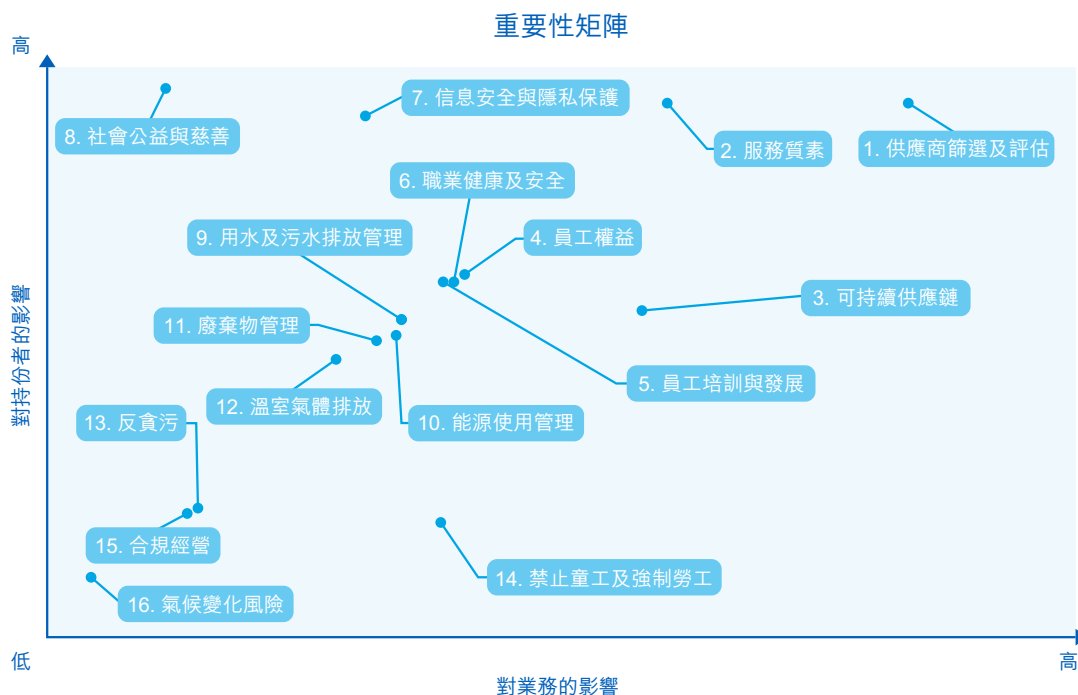 重要性矩陣
高
7. 信息安全與隱私保護
8. 社會公益與慈善
2. 服務質素
1. 供應商篩選及評估
6. 職業健康及安全
9. 用水及污水排放管理
4. 員工權益
對持份者的影響
3. 可持續供應鏈
11. 廢棄物管理
5. 員工培訓與發展
12. 溫室氣體排放
13. 反貪污
10. 能源使用管理
15. 合規經營
14. 禁止童工及強制勞工
16. 氣候變化風險
低
高
對業務的影響